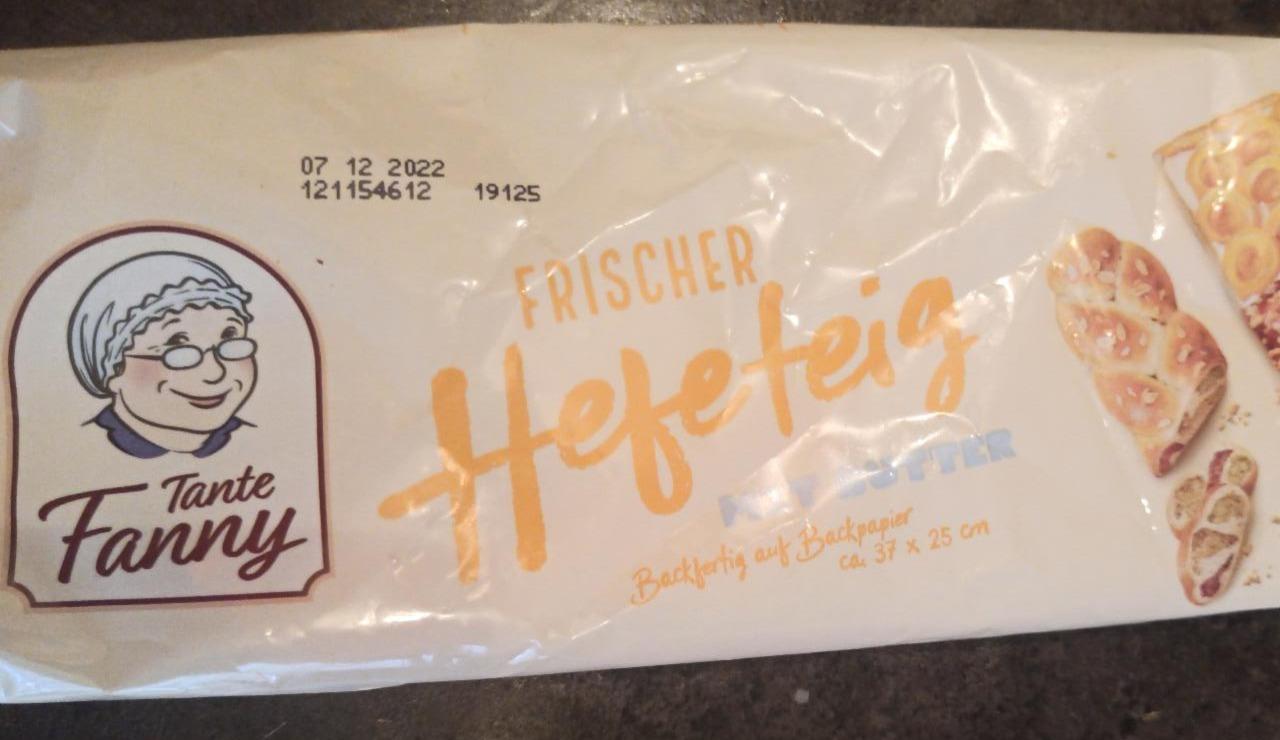 07 12 2022
121154612 19125
Tante
Fanny
FRISCHER
Hefeteig
MIT BUTTER
Backfertig auf Backpapier
ca. 37 x 25 cm